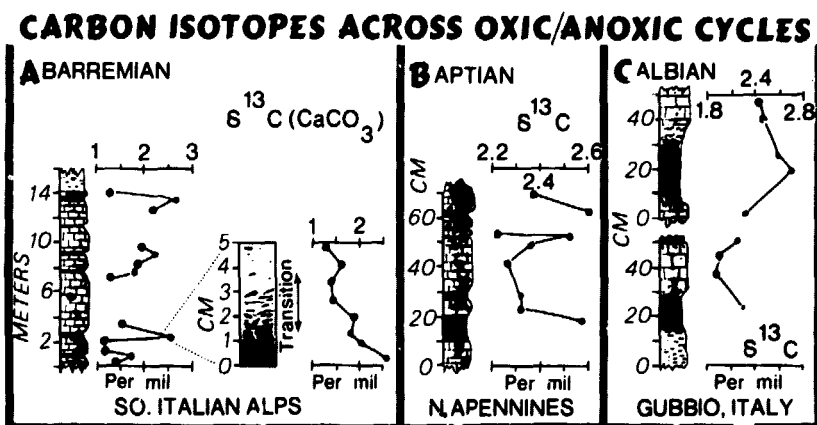 CARBON ISOTOPES ACROSS OXIC/ANOXIC CYCLES
A BARREMIAN
δ13C (CaCO3)
1 2 3
14
10
6
2
METERS
5
4
3
2
1
0
CM
Transition
1 2
Per mil
Per mil
SO. ITALIAN ALPS
B APTIAN
δ13C
2.2 2.6
2.4
CM
60
40
20
0
Per mil
N. APENNINES
C ALBIAN
2.4
1.8 2.8
40
20
0
CM
40
20
0
δ13C
Per mil
GUBBIO, ITALY